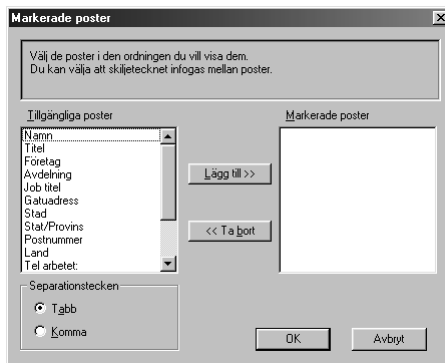 Markerade poster
Välj de poster i den ordningen du vill visa dem.
Du kan välja att skiljetecknet infogas mellan poster.
Tillgängliga poster
Markerade poster
Namn
Titel
Företag
Avdelning
Job titel
Gatuadress
Stad
Stat/Provins
Postnummer
Land
Tel arbetet:
Lägg till >>
<< Ta bort
Separationstecken
Tabb
Komma
OK
Avbryt